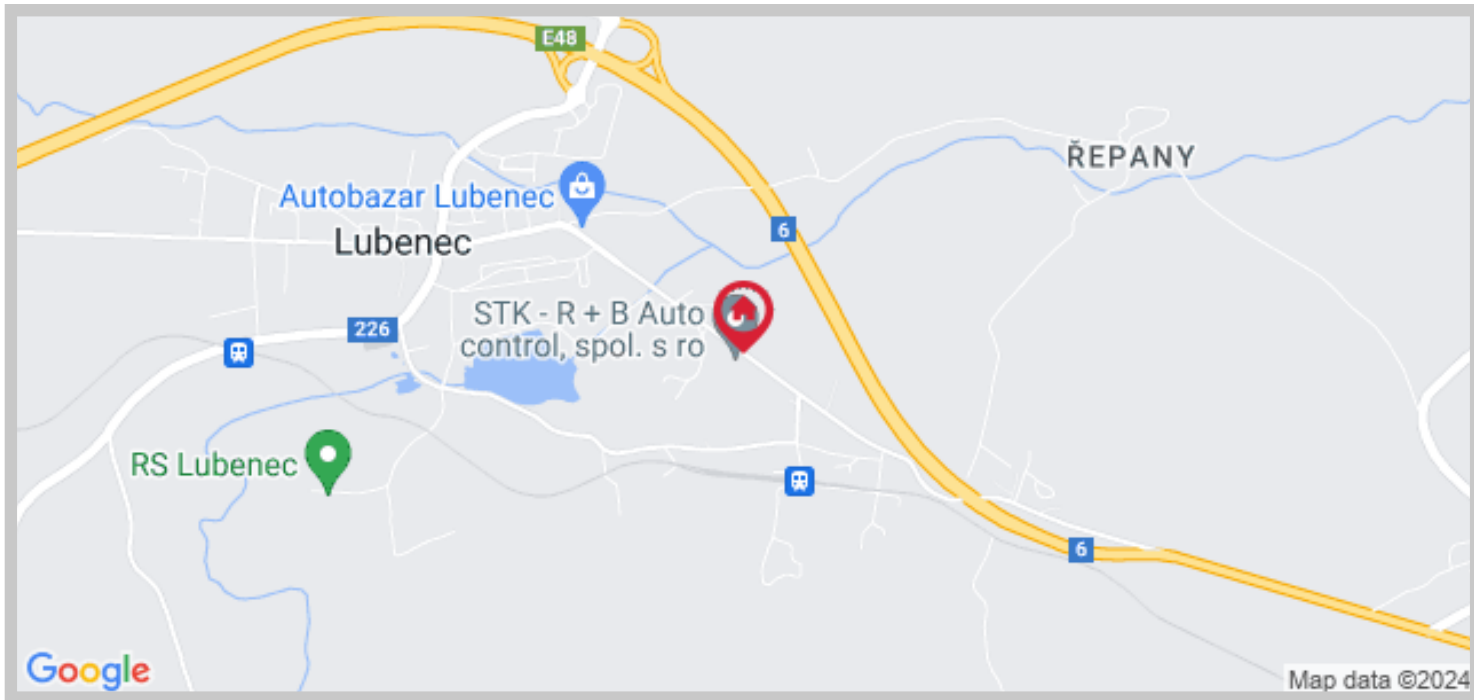 E48
ŘEPANY
Autobazar Lubenec
Lubenec
6
STK - R + B Auto
control, spol. s ro
226
RS Lubenec
6
Google
Map data ©2024